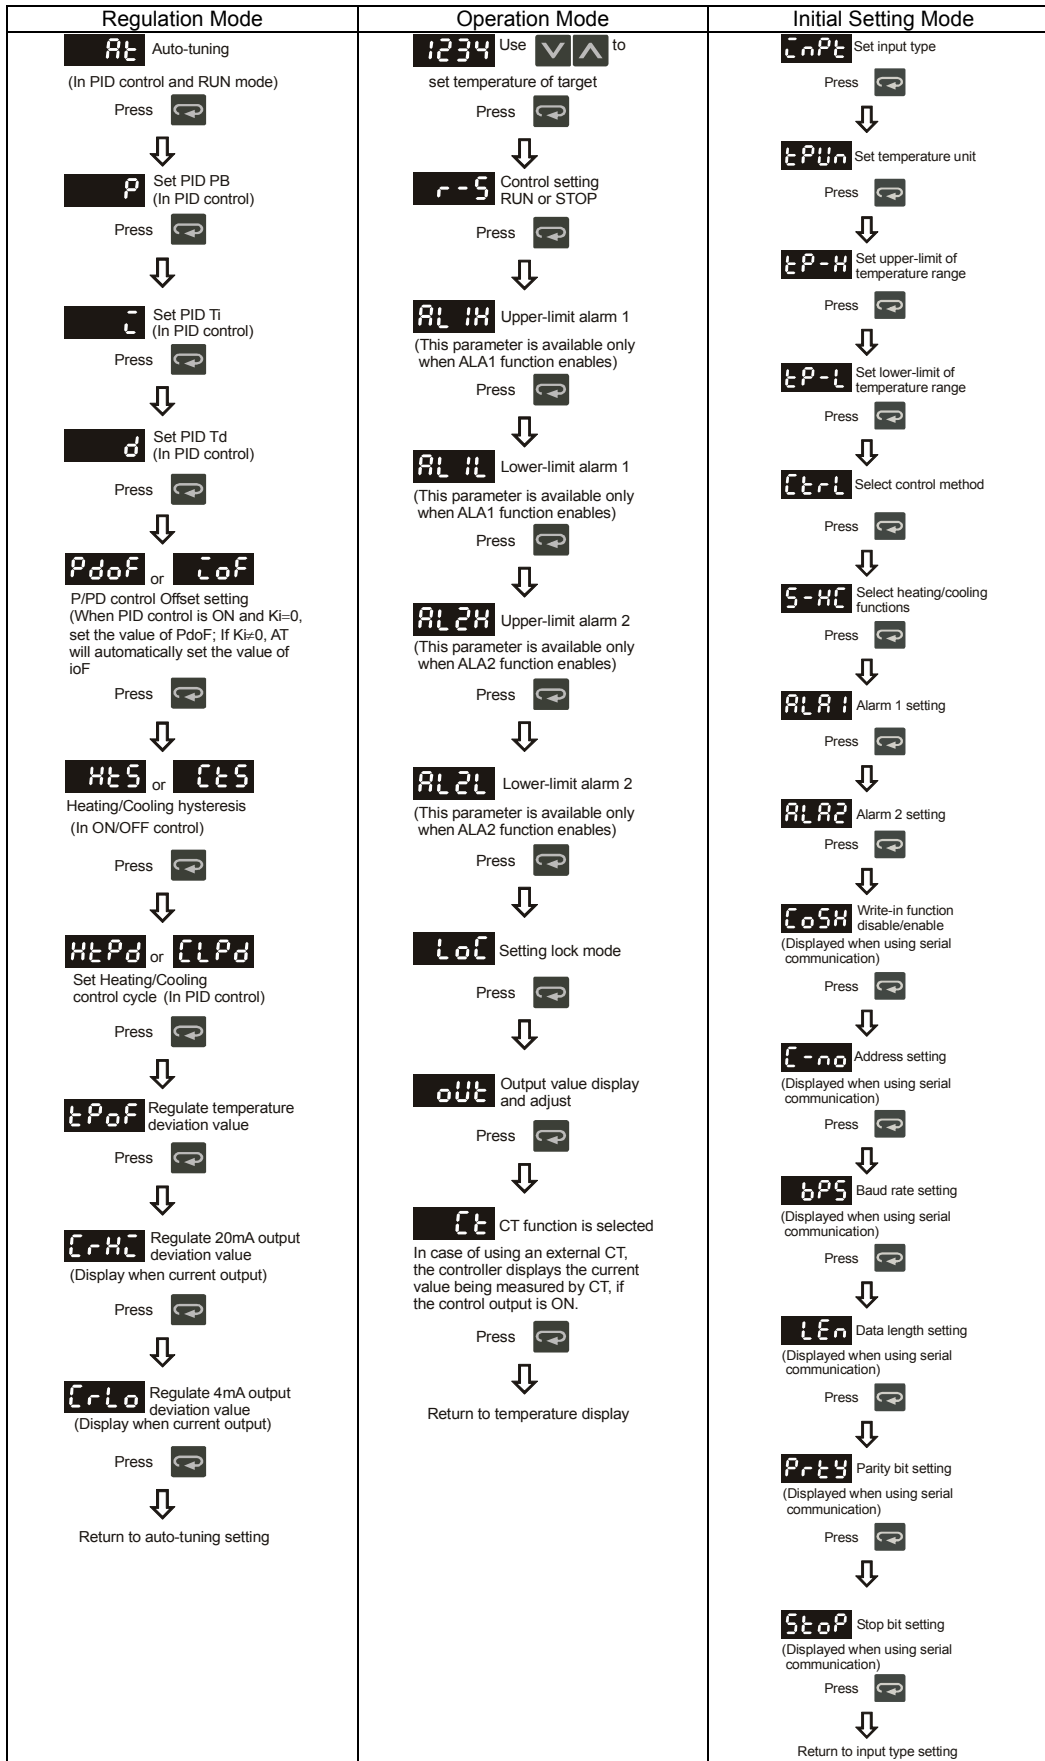 Regulation Mode
At Auto-tuning
(In PID control and RUN mode)
Press
P Set PID PB
(In PID control)
Press
i Set PID Ti
(In PID control)
Press
d Set PID Td
(In PID control)
Press
PdoF or ioF
P/PD control Offset setting
(When PID control is ON and Ki=0,
set the value of PdoF; If Ki≠0, AT
will automatically set the value of
ioF
Press
HtS or CtS
Heating/Cooling hysteresis
(In ON/OFF control)
Press
HtPd or CLPd
Set Heating/Cooling
control cycle (In PID control)
Press
tPoF Regulate temperature
deviation value
Press
CrHi Regulate 20mA output
deviation value
(Display when current output)
Press
CrLo Regulate 4mA output
deviation value
(Display when current output)
Press
Return to auto-tuning setting
Operation Mode
1234 Use to
set temperature of target
Press
r-S Control setting
RUN or STOP
Press
AL1H Upper-limit alarm 1
(This parameter is available only
when ALA1 function enables)
Press
AL1L Lower-limit alarm 1
(This parameter is available only
when ALA1 function enables)
Press
AL2H Upper-limit alarm 2
(This parameter is available only
when ALA2 function enables)
Press
AL2L Lower-limit alarm 2
(This parameter is available only
when ALA2 function enables)
Press
LoC Setting lock mode
Press
oUt Output value display
and adjust
Press
Ct CT function is selected
In case of using an external CT,
the controller displays the current
value being measured by CT, if
the control output is ON.
Press
Return to temperature display
Initial Setting Mode
inPt Set input type
Press
tPUn Set temperature unit
Press
tP-H Set upper-limit of
temperature range
Press
tP-L Set lower-limit of
temperature range
Press
CtrL Select control method
Press
S-HC Select heating/cooling
functions
Press
ALA1 Alarm 1 setting
Press
ALA2 Alarm 2 setting
Press
CoSH Write-in function
disable/enable
(Displayed when using serial
communication)
Press
C-no Address setting
(Displayed when using serial
communication)
Press
bPS Baud rate setting
(Displayed when using serial
communication)
Press
LEn Data length setting
(Displayed when using serial
communication)
Press
PrtY Parity bit setting
(Displayed when using serial
communication)
Press
StoP Stop bit setting
(Displayed when using serial
communication)
Press
Return to input type setting